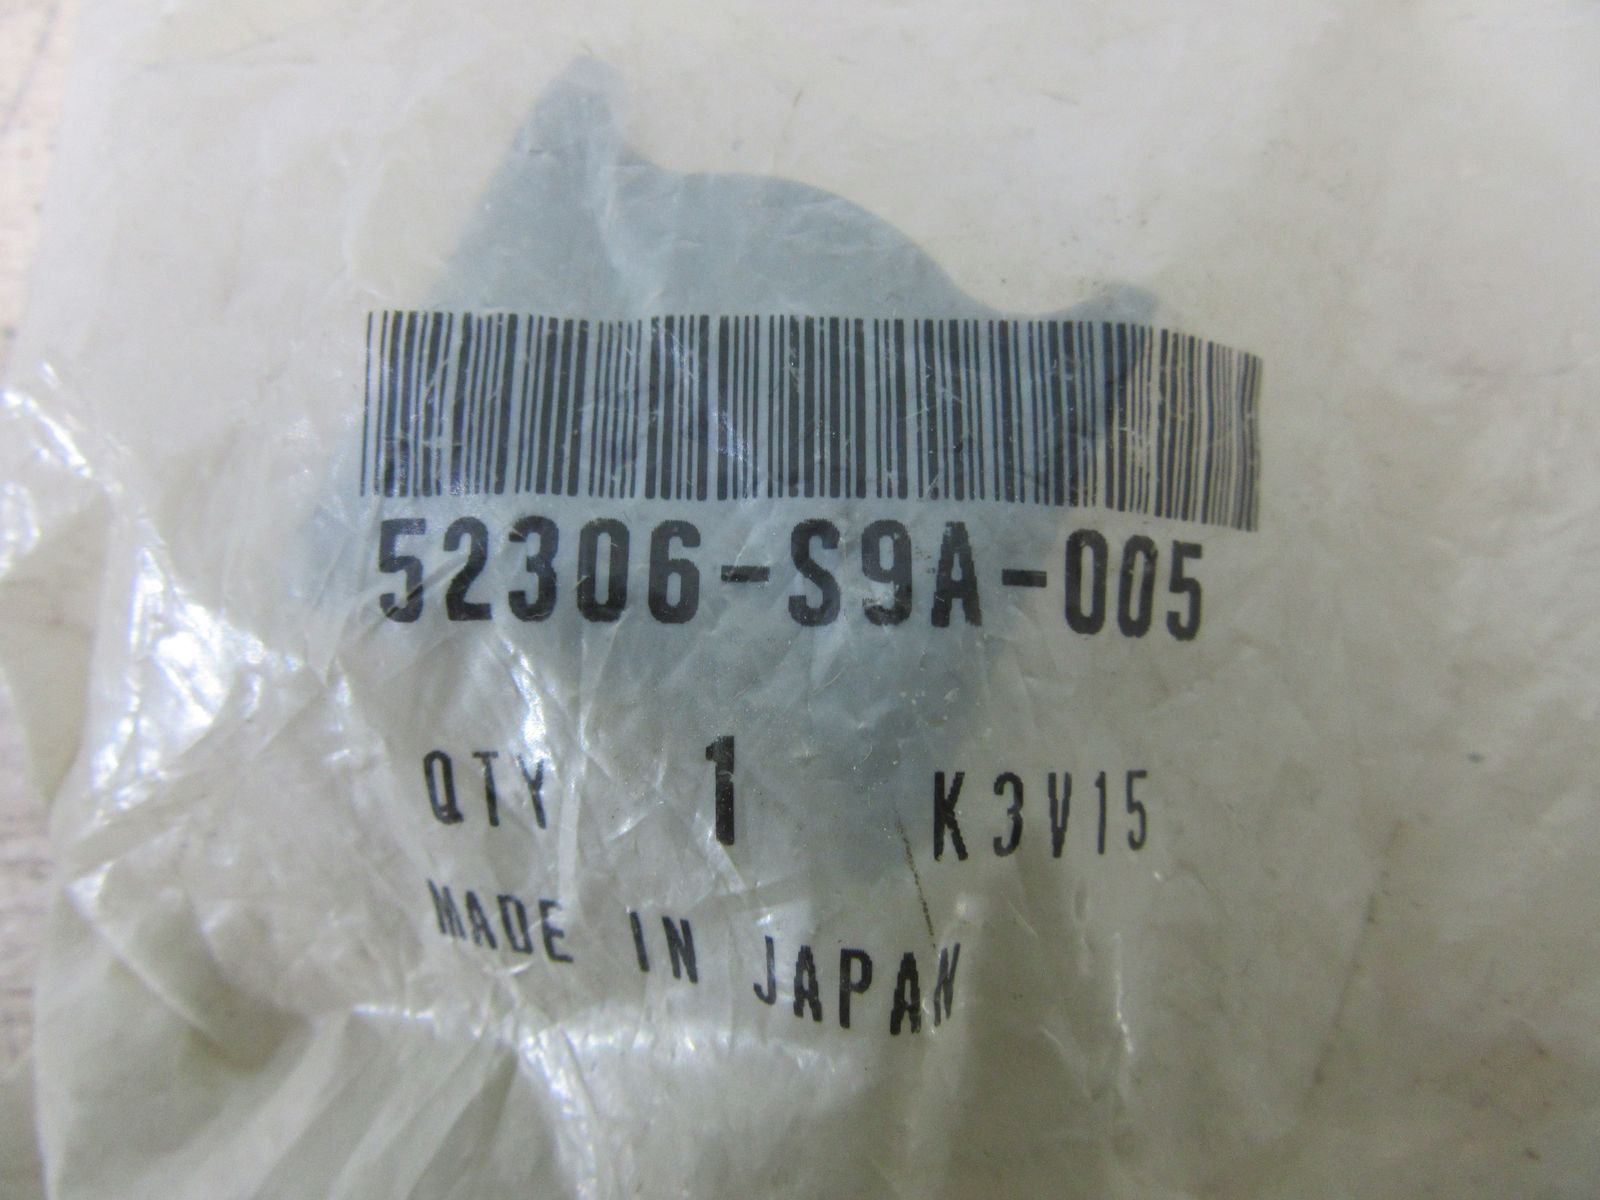 52306-S9A-005
QTY 1 K3V15
MADE IN JAPAN